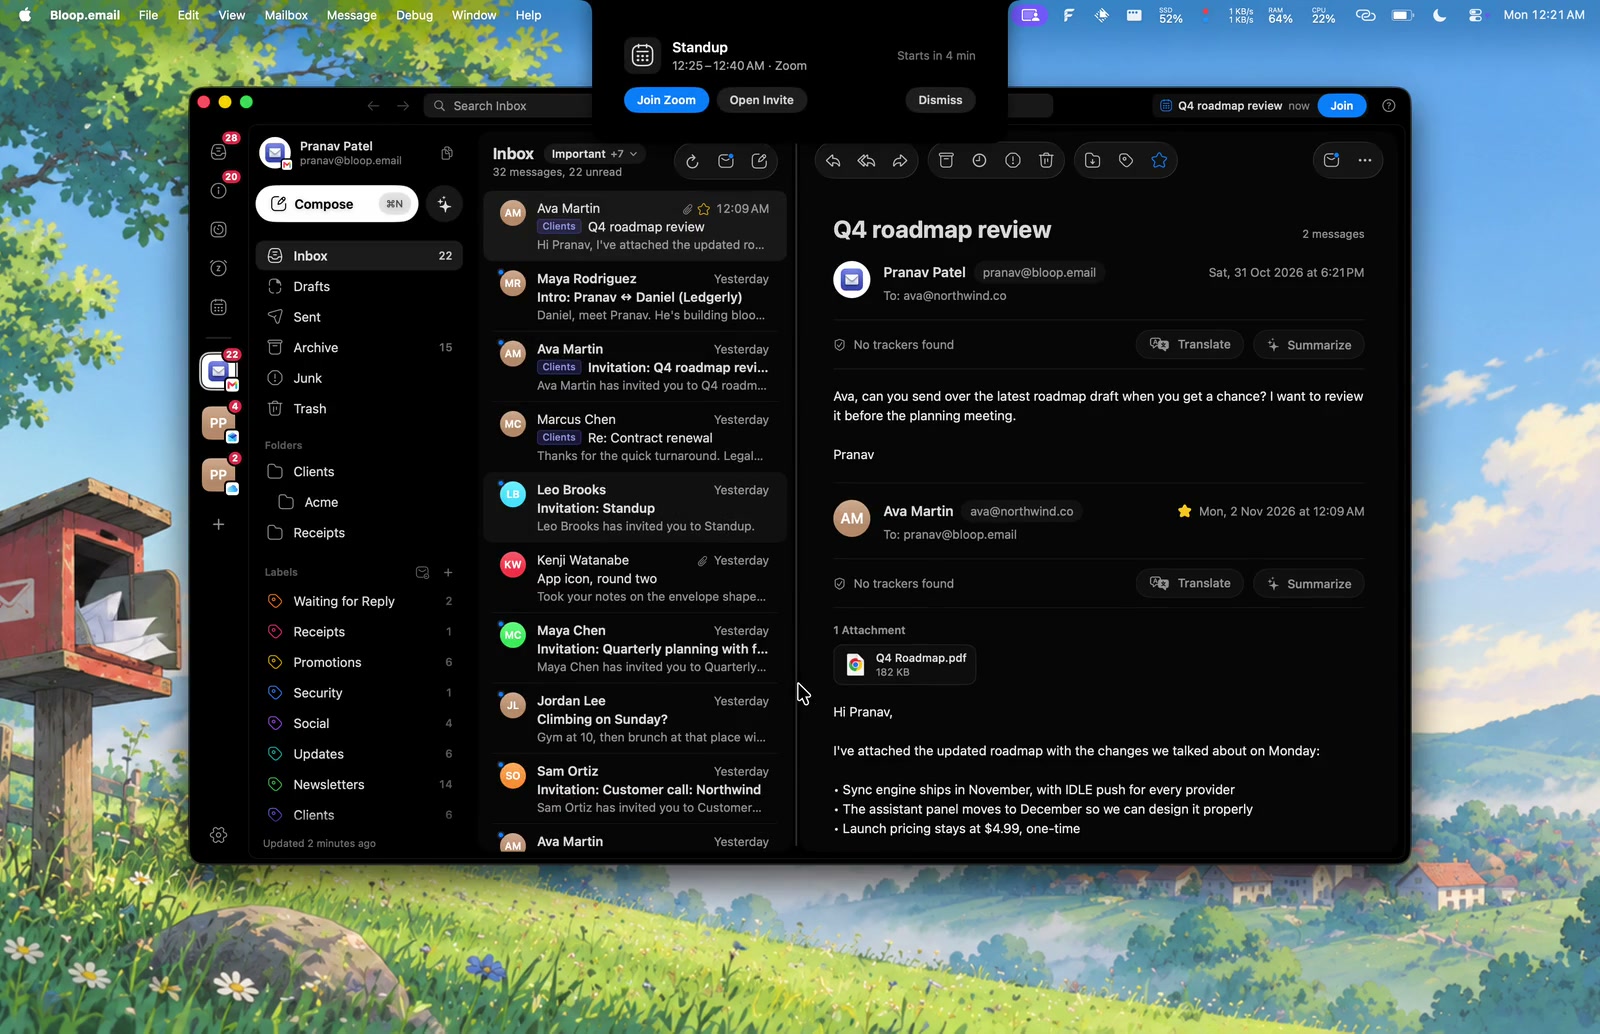 Bloop.email File Edit View Mailbox Message Debug Window Help
SSD 52% 1 KB/s 1 KB/s RAM 64% CPU 22% Mon 12:21 AM
Standup
12:25 – 12:40 AM · Zoom
Starts in 4 min
Join Zoom Open Invite Dismiss
Search Inbox
Q4 roadmap review now Join
28
20
22
4
PP
2
PP
Pranav Patel
pranav@bloop.email
Compose ⌘N
Inbox 22
Drafts
Sent
Archive 15
Junk
Trash
Folders
Clients
Acme
Receipts
Labels
Waiting for Reply 2
Receipts 1
Promotions 6
Security 1
Social 4
Updates 6
Newsletters 14
Clients 6
Updated 2 minutes ago
Inbox Important +7
32 messages, 22 unread
AM Ava Martin 12:09 AM
Clients Q4 roadmap review
Hi Pranav, I've attached the updated ro...
MR Maya Rodriguez Yesterday
Intro: Pranav ↔ Daniel (Ledgerly)
Daniel, meet Pranav. He's building bloo...
AM Ava Martin Yesterday
Clients Invitation: Q4 roadmap revi...
Ava Martin has invited you to Q4 roadm...
MC Marcus Chen Yesterday
Clients Re: Contract renewal
Thanks for the quick turnaround. Legal...
LB Leo Brooks Yesterday
Invitation: Standup
Leo Brooks has invited you to Standup.
KW Kenji Watanabe Yesterday
App icon, round two
Took your notes on the envelope shape...
MC Maya Chen Yesterday
Invitation: Quarterly planning with f...
Maya Chen has invited you to Quarterly...
JL Jordan Lee Yesterday
Climbing on Sunday?
Gym at 10, then brunch at that place wi...
SO Sam Ortiz Yesterday
Invitation: Customer call: Northwind
Sam Ortiz has invited you to Customer...
AM Ava Martin Yesterday
Q4 roadmap review
2 messages
Pranav Patel pranav@bloop.email Sat, 31 Oct 2026 at 6:21 PM
To: ava@northwind.co
No trackers found Translate Summarize
Ava, can you send over the latest roadmap draft when you get a chance? I want to review
it before the planning meeting.
Pranav
AM Ava Martin ava@northwind.co Mon, 2 Nov 2026 at 12:09 AM
To: pranav@bloop.email
No trackers found Translate Summarize
1 Attachment
Q4 Roadmap.pdf
182 KB
Hi Pranav,
I've attached the updated roadmap with the changes we talked about on Monday:
• Sync engine ships in November, with IDLE push for every provider
• The assistant panel moves to December so we can design it properly
• Launch pricing stays at $4.99, one-time